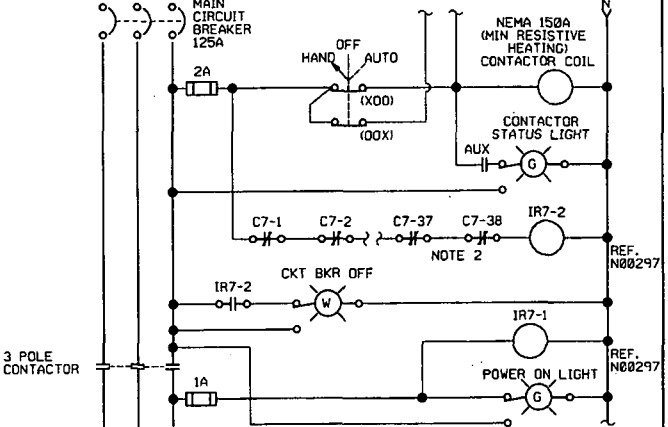 MAIN
CIRCUIT
BREAKER
125A
N
NEMA 150A
(MIN RESISTIVE
HEATING)
CONTACTOR COIL
OFF
HAND
AUTO
2A
(XOO)
(OOX)
CONTACTOR
STATUS LIGHT
AUX
G
C7-1
C7-2
C7-37
C7-38
IR7-2
NOTE 2
REF.
N00297
CKT BKR OFF
IR7-2
W
IR7-1
3 POLE
CONTACTOR
REF.
N00297
1A
POWER ON LIGHT
G